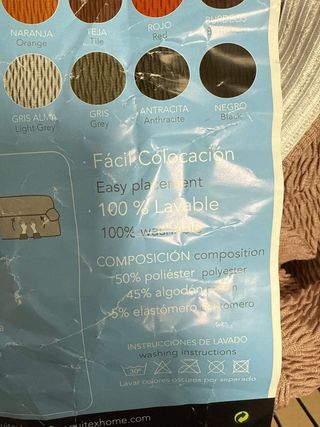 NARANJA TEJA ROJO BURDEOS
Orange Tile Red
GRIS ALMA GRIS ANTRACITA NEGRO
Light Grey Grey Anthracite Black
Fácil Colocación
Easy placement
100 % Lavable
100% washable
COMPOSICIÓN composition
50% poliéster polyester
45% algodón
5% elastómero
INSTRUCCIONES DE LAVADO
washing instructions
30°
Lavar colores oscuros por separado